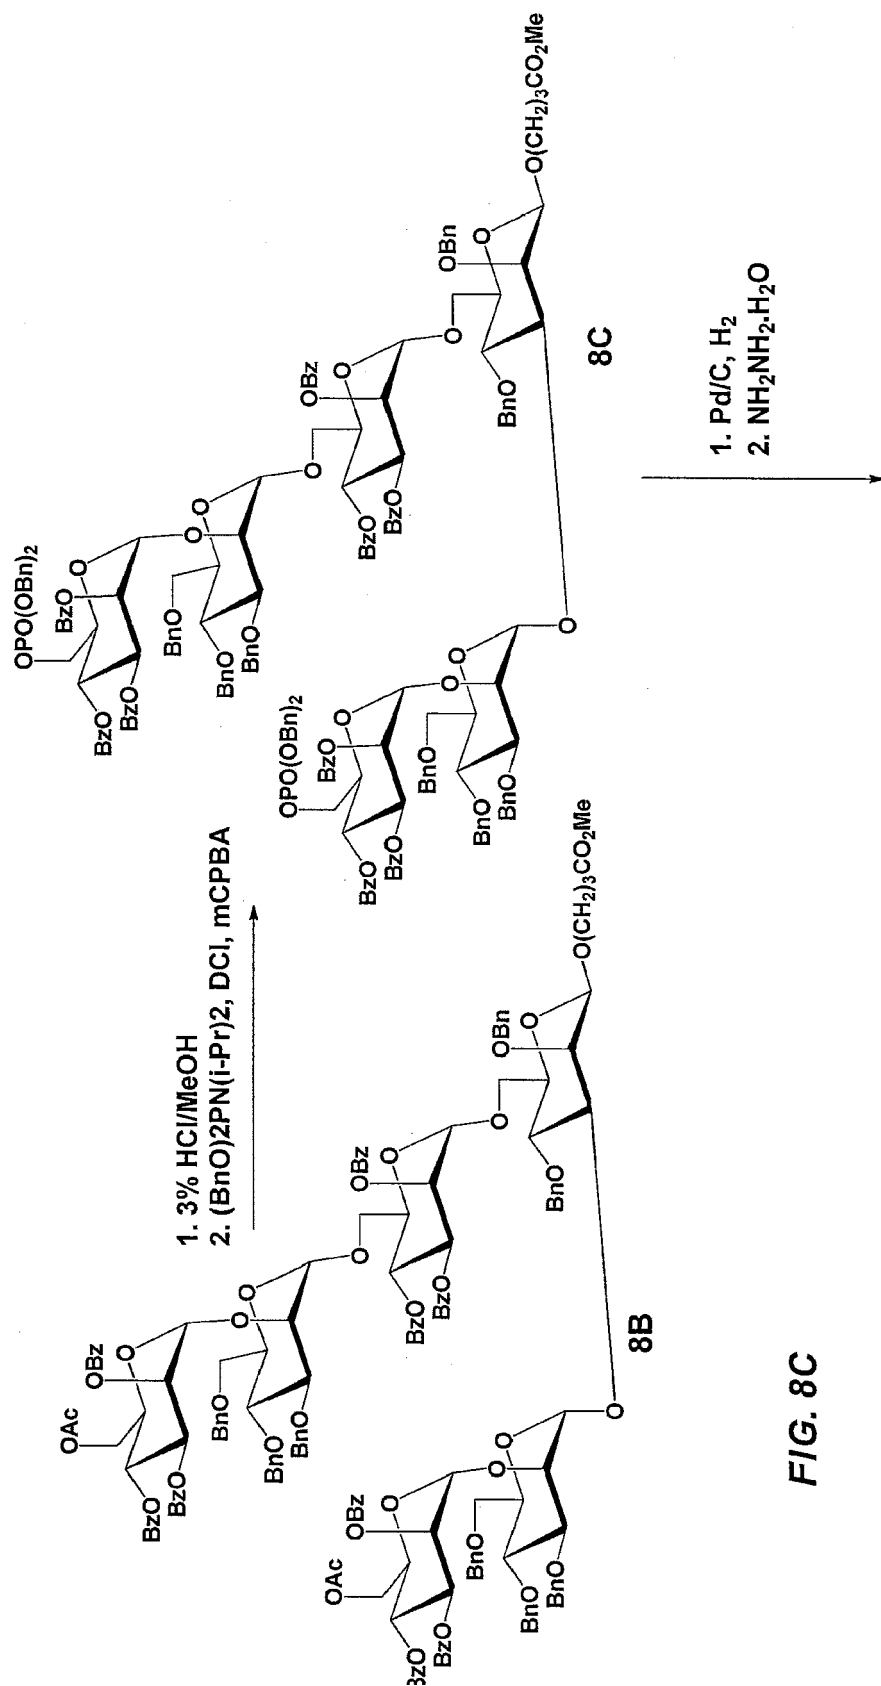 OAc
OBz
BzO
BzO
O
O
O
BnO
BnO
BnO
O
O
OBz
BzO
BzO
O
O
OBn
BnO
O
O(CH2)3CO2Me
OAc
OBz
BzO
BzO
O
O
O
BnO
BnO
BnO
O
8B
1. 3% HCl/MeOH
2. (BnO)2PN(i-Pr)2, DCI, mCPBA
OPO(OBn)2
BzO
BzO
BzO
O
O
O
BnO
BnO
BnO
O
O
OBz
BzO
BzO
O
O
OBn
BnO
O
O(CH2)3CO2Me
OPO(OBn)2
BzO
BzO
BzO
O
O
O
BnO
BnO
BnO
O
8C
1. Pd/C, H2
2. NH2NH2.H2O
FIG. 8C